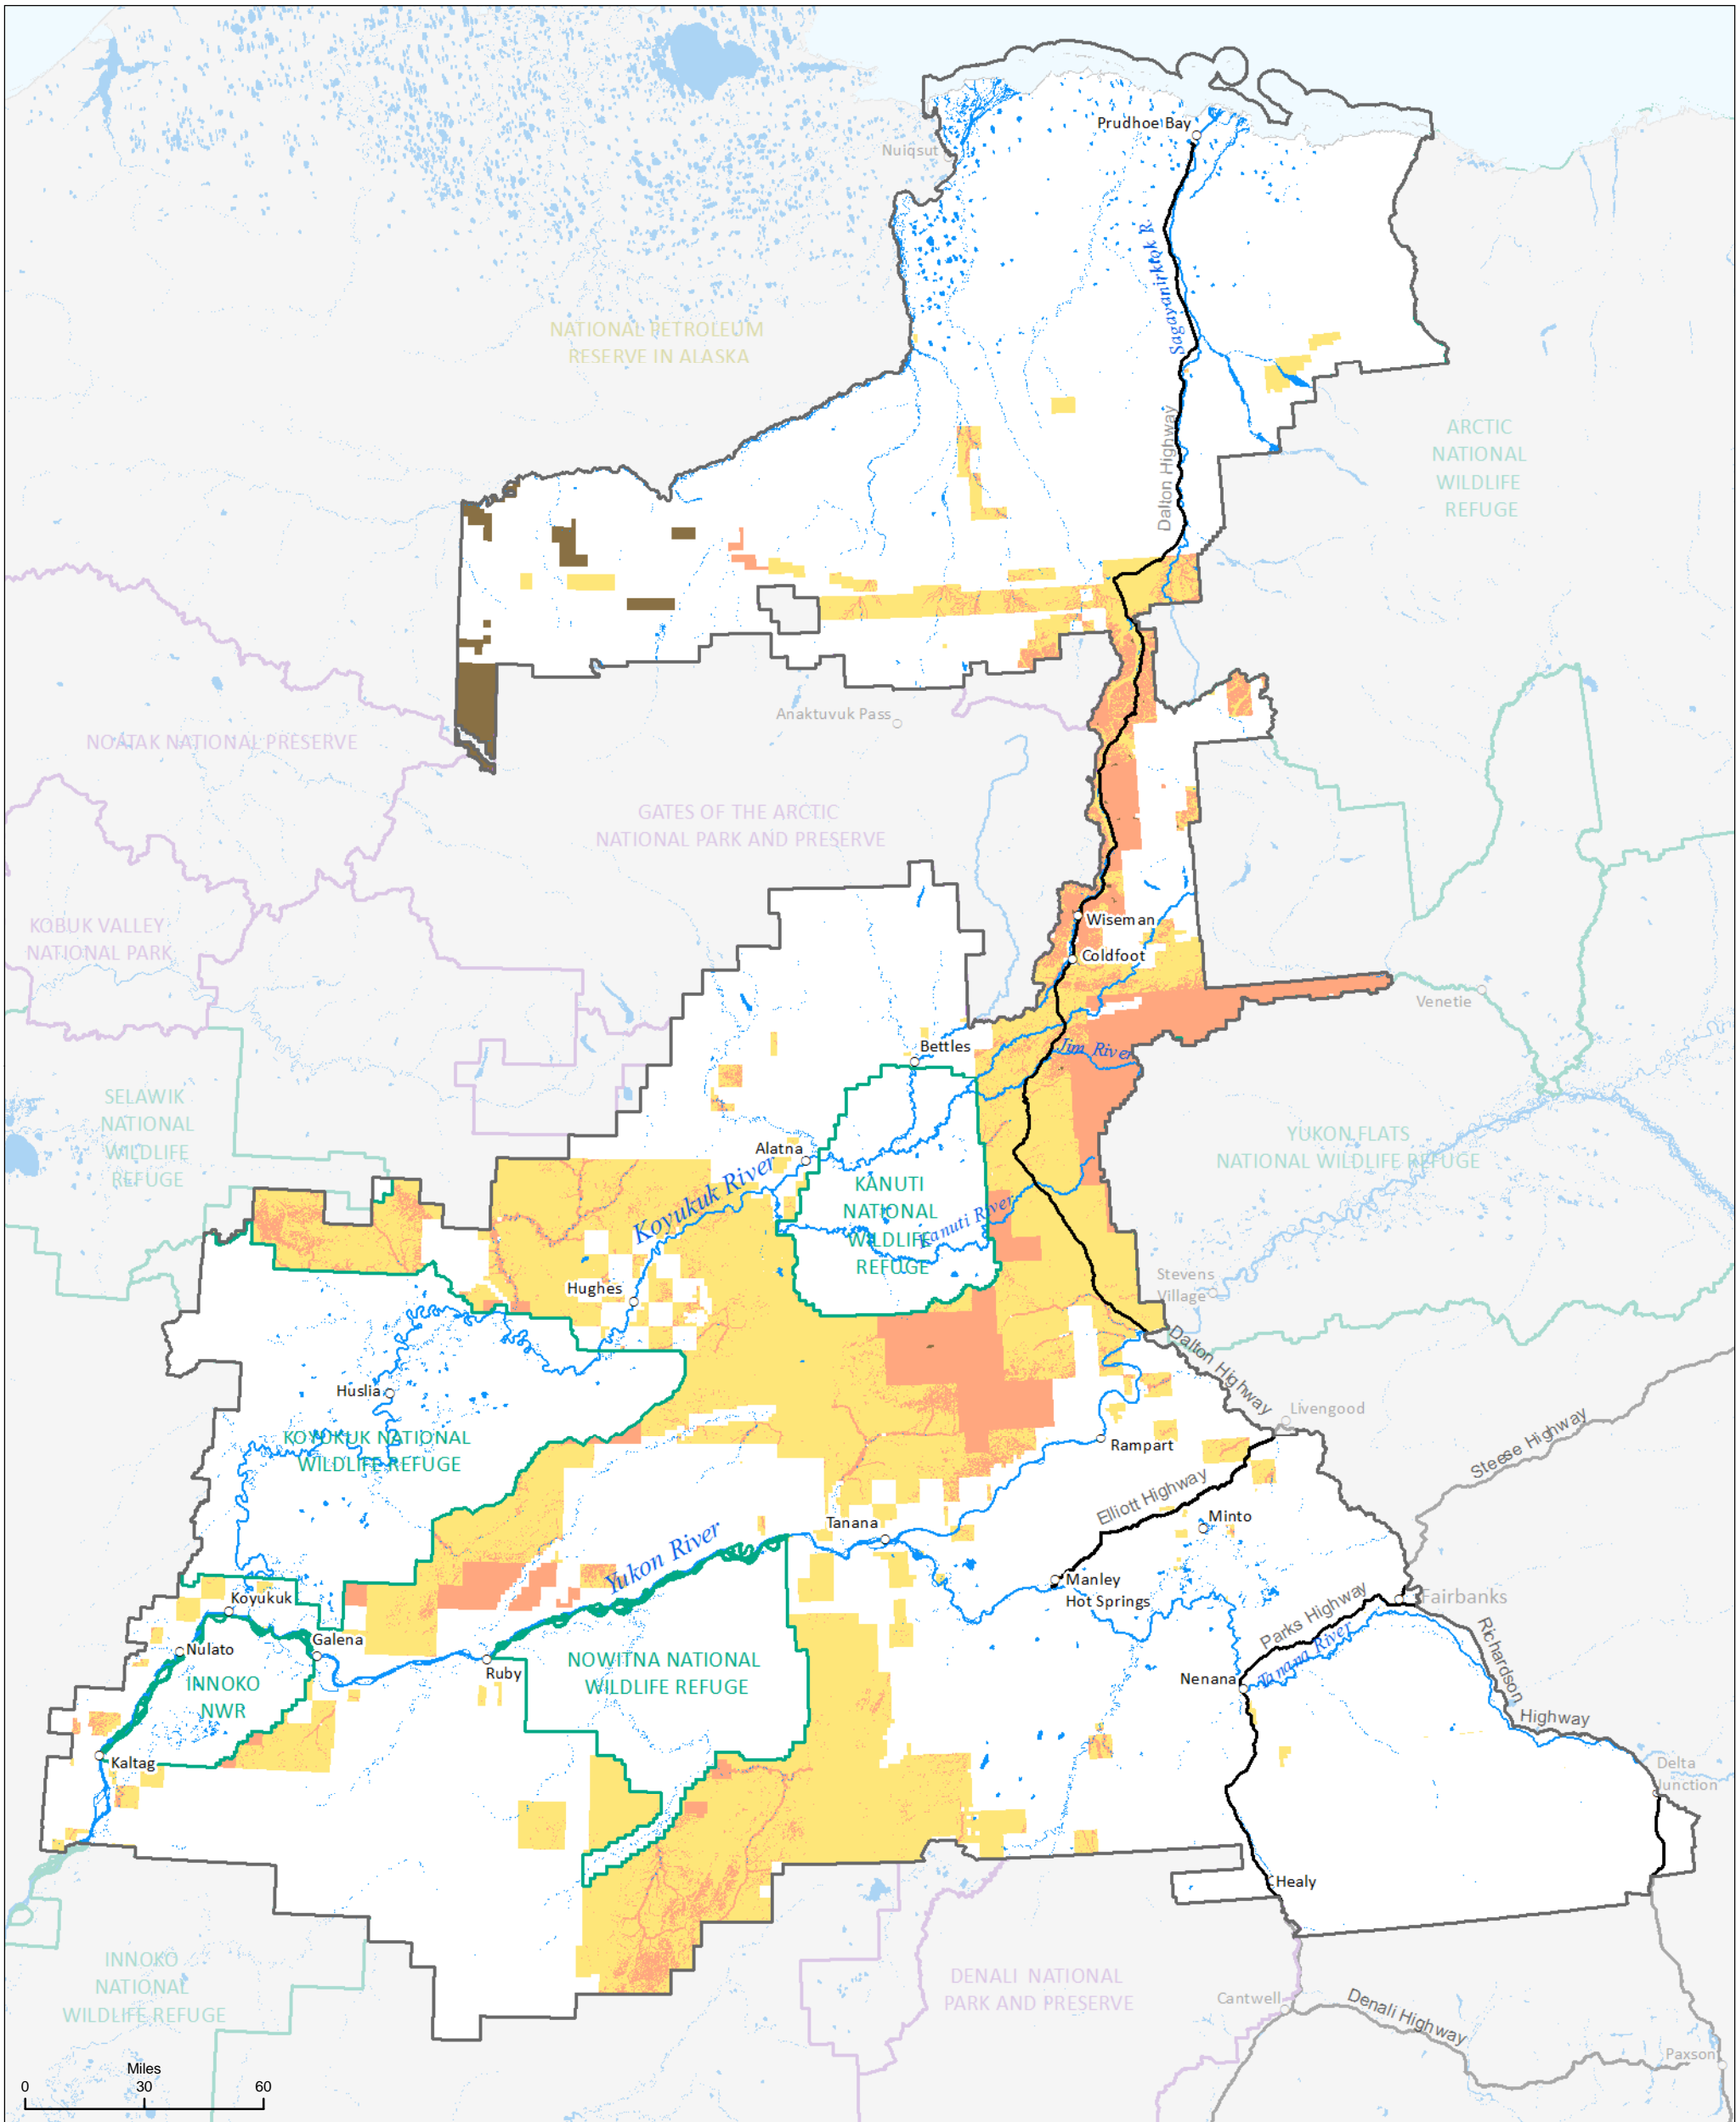 Prudhoe Bay
Nuiqsut
Sagavanirktok R.
NATIONAL PETROLEUM
RESERVE IN ALASKA
Dalton Highway
ARCTIC
NATIONAL
WILDLIFE
REFUGE
Anaktuvuk Pass
NOATAK NATIONAL PRESERVE
GATES OF THE ARCTIC
NATIONAL PARK AND PRESERVE
KOBUK VALLEY
NATIONAL PARK
Wiseman
Coldfoot
Venetie
Bettles
Jim River
SELAWIK
NATIONAL
WILDLIFE
REFUGE
YUKON FLATS
NATIONAL WILDLIFE REFUGE
Alatna
Koyukuk River
KANUTI
NATIONAL
WILDLIFE
REFUGE
Kanuti River
Hughes
Stevens
Village
Dalton Highway
Huslia
Livengood
KOYUKUK NATIONAL
WILDLIFE REFUGE
Rampart
Steese Highway
Elliott Highway
Minto
Tanana
Yukon River
Manley
Hot Springs
Koyukuk
Fairbanks
Parks Highway
Tanana River
Richardson
Highway
Nulato
Galena
Ruby
NOWITNA NATIONAL
WILDLIFE REFUGE
INNOKO
NWR
Nenana
Kaltag
Delta
Junction
Healy
INNOKO
NATIONAL
WILDLIFE REFUGE
DENALI NATIONAL
PARK AND PRESERVE
Cantwell
Denali Highway
Paxson
Miles
0 30 60